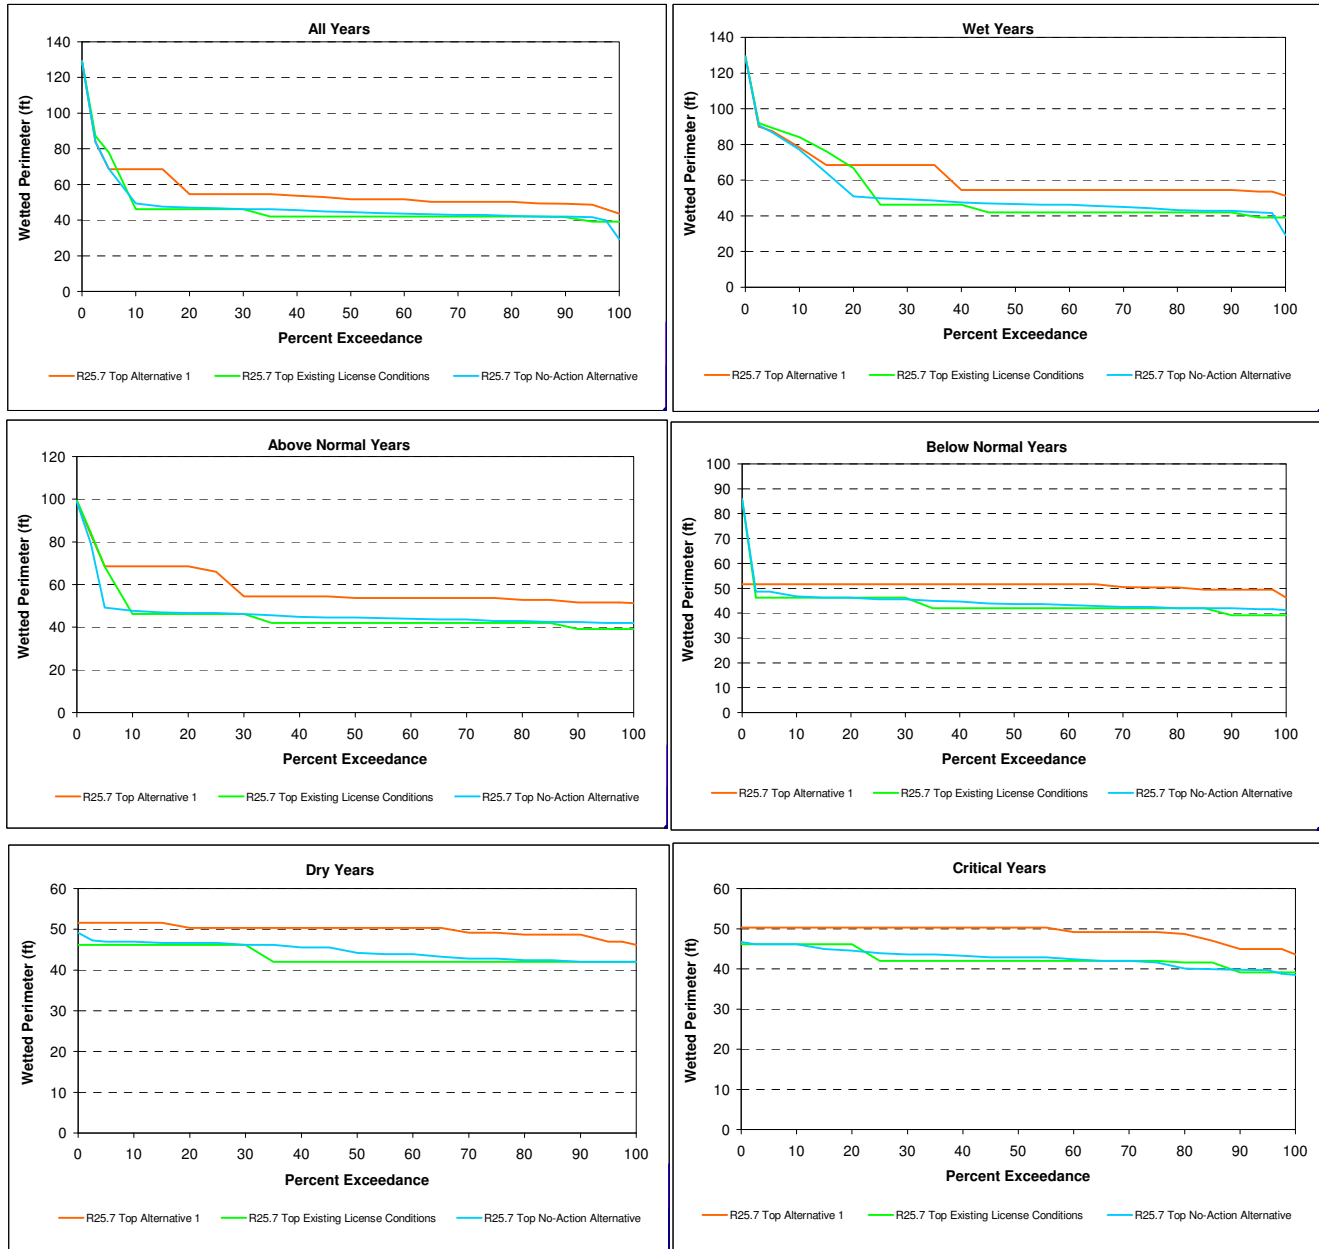 All Years
140
120
100
80
60
40
20
0
Wetted Perimeter (ft)
0 10 20 30 40 50 60 70 80 90 100
Percent Exceedance
R25.7 Top Alternative 1 R25.7 Top Existing License Conditions R25.7 Top No-Action Alternative
Wet Years
140
120
100
80
60
40
20
0
Wetted Perimeter (ft)
0 10 20 30 40 50 60 70 80 90 100
Percent Exceedance
R25.7 Top Alternative 1 R25.7 Top Existing License Conditions R25.7 Top No-Action Alternative
Above Normal Years
120
100
80
60
40
20
0
Wetted Perimeter (ft)
0 10 20 30 40 50 60 70 80 90 100
Percent Exceedance
R25.7 Top Alternative 1 R25.7 Top Existing License Conditions R25.7 Top No-Action Alternative
Below Normal Years
100
90
80
70
60
50
40
30
20
10
0
Wetted Perimeter (ft)
0 10 20 30 40 50 60 70 80 90 100
Percent Exceedance
R25.7 Top Alternative 1 R25.7 Top Existing License Conditions R25.7 Top No-Action Alternative
Dry Years
60
50
40
30
20
10
0
Wetted Perimeter (ft)
0 10 20 30 40 50 60 70 80 90 100
Percent Exceedance
R25.7 Top Alternative 1 R25.7 Top Existing License Conditions R25.7 Top No-Action Alternative
Critical Years
60
50
40
30
20
10
0
Wetted Perimeter (ft)
0 10 20 30 40 50 60 70 80 90 100
Percent Exceedance
R25.7 Top Alternative 1 R25.7 Top Existing License Conditions R25.7 Top No-Action Alternative